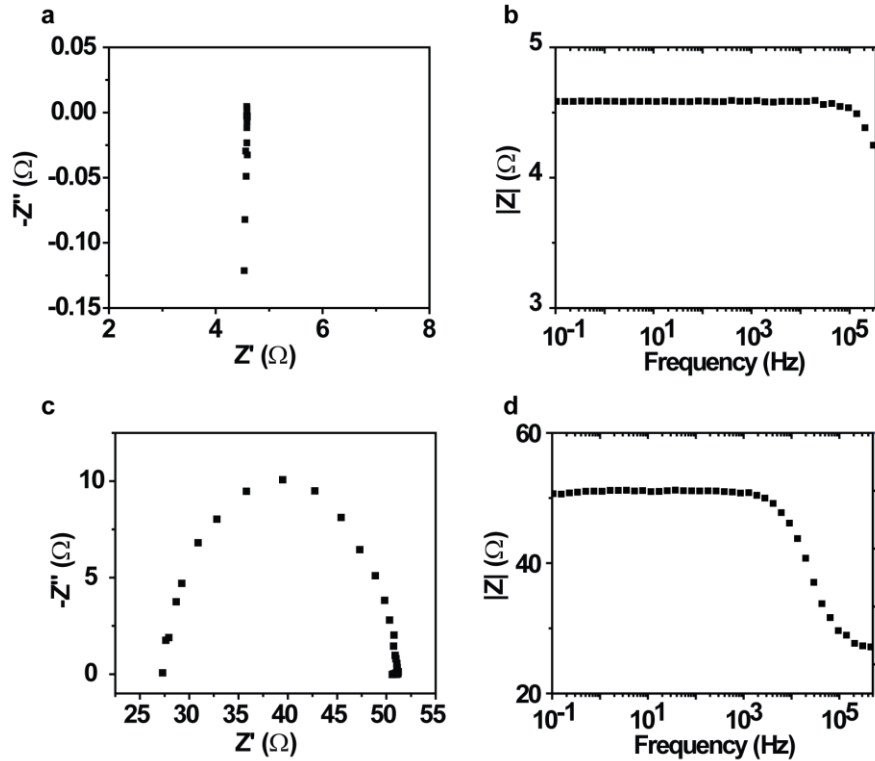 a
0.05
0.00
-0.05
-0.10
-0.15
2 4 6 8
-Z'' (Ω)
Z' (Ω)
b
5
4
3
10⁻¹ 10¹ 10³ 10⁵
|Z| (Ω)
Frequency (Hz)
c
10
5
0
25 30 35 40 45 50 55
-Z'' (Ω)
Z' (Ω)
d
60
40
20
10⁻¹ 10¹ 10³ 10⁵
|Z| (Ω)
Frequency (Hz)